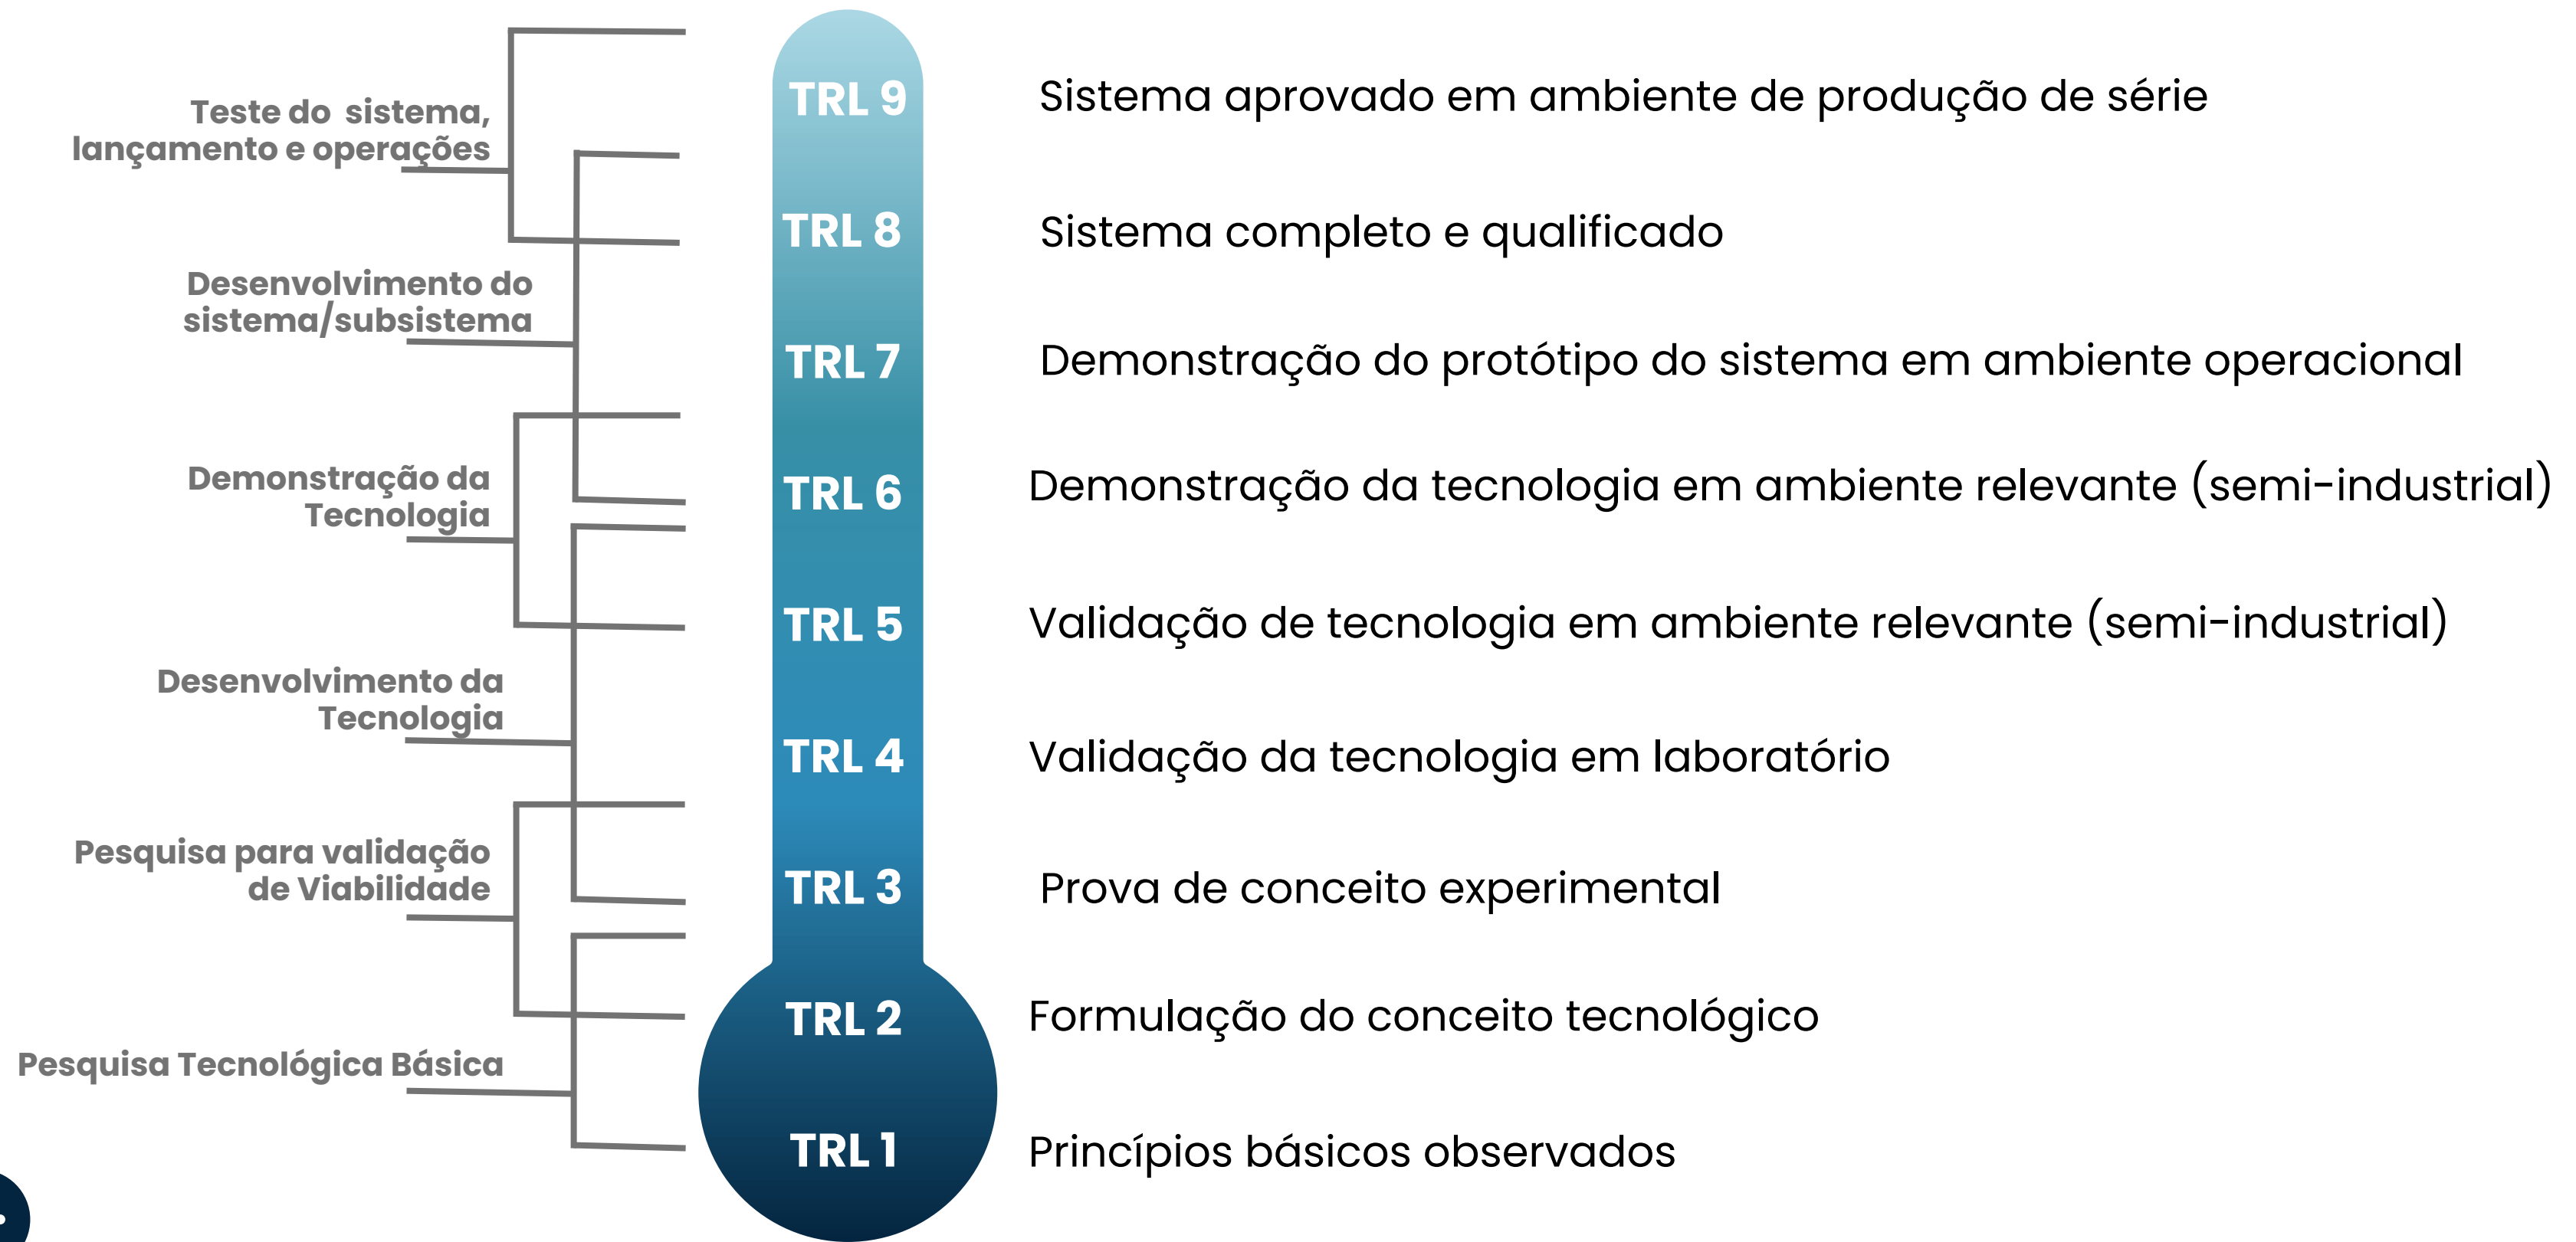 Teste do sistema,
lançamento e operações
Desenvolvimento do
sistema/subsistema
Demonstração da
Tecnologia
Desenvolvimento da
Tecnologia
Pesquisa para validação
de Viabilidade
Pesquisa Tecnológica Básica
TRL 9 Sistema aprovado em ambiente de produção de série
TRL 8 Sistema completo e qualificado
TRL 7 Demonstração do protótipo do sistema em ambiente operacional
TRL 6 Demonstração da tecnologia em ambiente relevante (semi-industrial)
TRL 5 Validação de tecnologia em ambiente relevante (semi-industrial)
TRL 4 Validação da tecnologia em laboratório
TRL 3 Prova de conceito experimental
TRL 2 Formulação do conceito tecnológico
TRL 1 Princípios básicos observados